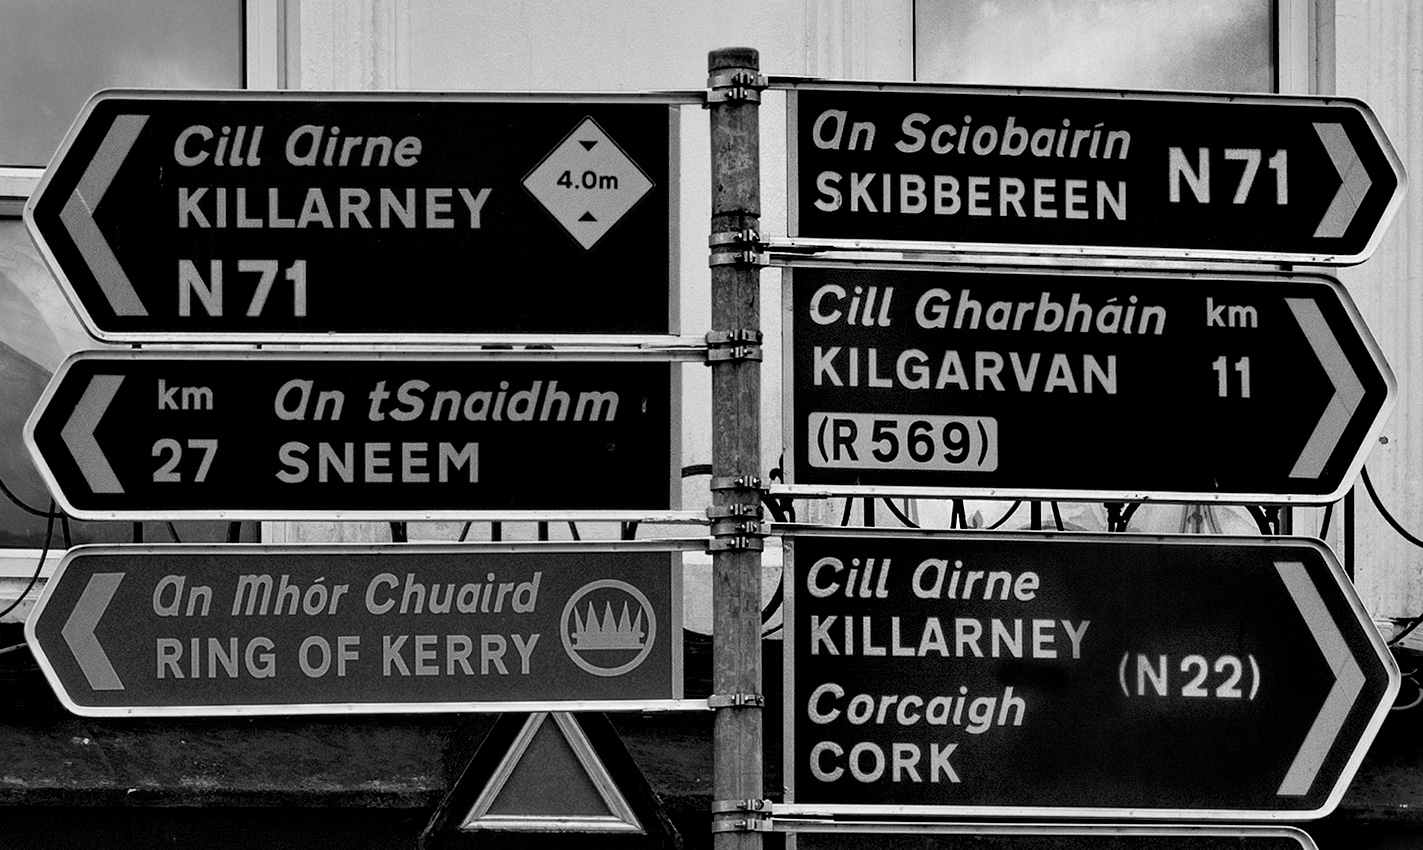 Cill Airne
KILLARNEY
N71
4.0m
km An tSnaidhm
27 SNEEM
An Mhór Chuaird
RING OF KERRY
An Sciobairín
SKIBBEREEN
N71
Cill Gharbháin km
KILGARVAN 11
(R569)
Cill Airne
KILLARNEY
(N22)
Corcaigh
CORK